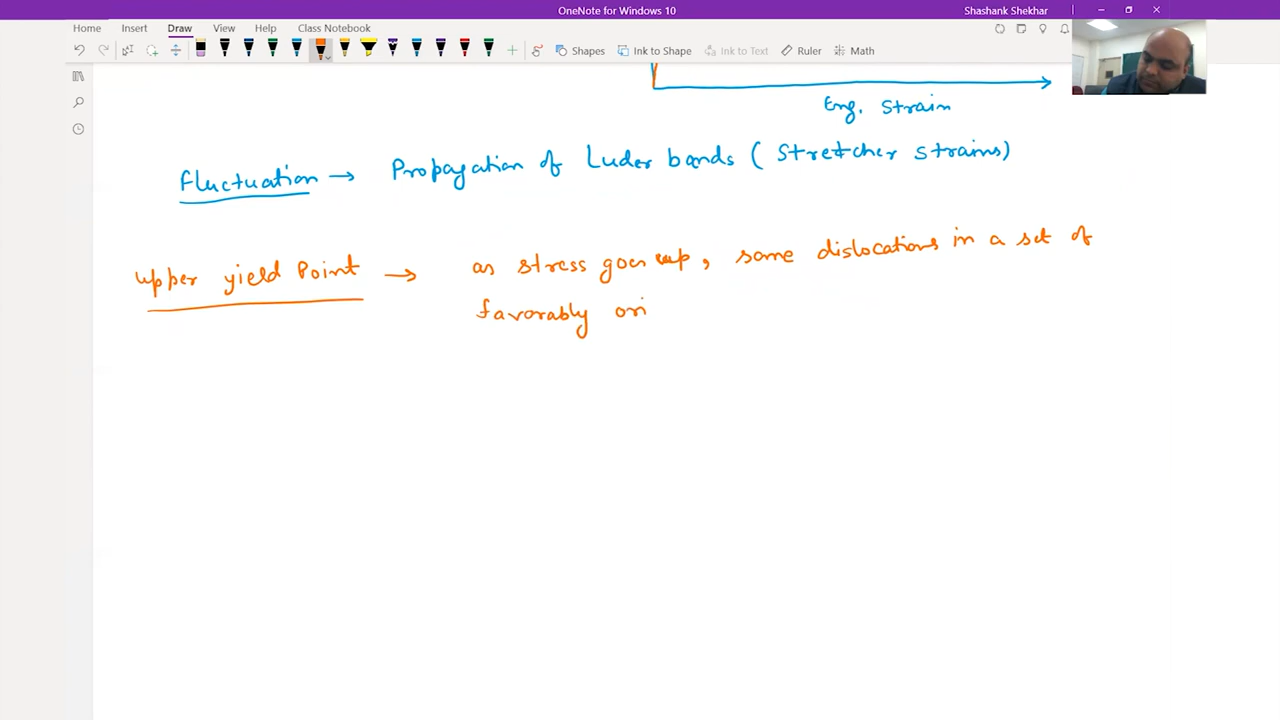 OneNote for Windows 10
Shashank Shekhar
Home Insert Draw View Help Class Notebook
Shapes Ink to Shape Ink to Text Ruler Math
Eng. Strain
Fluctuation → Propagation of Luder bands ( Stretcher strains)
Upper yield Point → as stress goes up, some dislocations in a set of
favorably ori